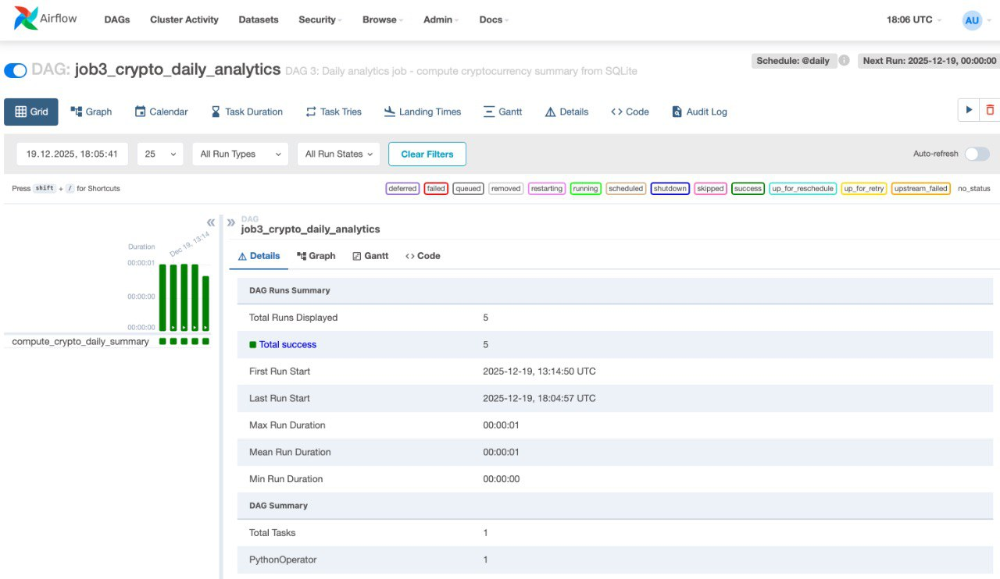 Airflow DAGs Cluster Activity Datasets Security Browse Admin Docs 18:06 UTC AU
DAG: job3_crypto_daily_analytics DAG 3: Daily analytics job - compute cryptocurrency summary from SQLite
Schedule: @daily Next Run: 2025-12-19, 00:00:00
Grid Graph Calendar Task Duration Task Tries Landing Times Gantt Details Code Audit Log
19.12.2025, 18:05:41 25 All Run Types All Run States Clear Filters Auto-refresh
Press shift + / for Shortcuts deferred failed queued removed restarting running scheduled shutdown skipped success up_for_reschedule up_for_retry upstream_failed no_status
Duration
Dec 19, 13:14
00:00:01
00:00:00
00:00:00
compute_crypto_daily_summary
DAG
job3_crypto_daily_analytics
Details Graph Gantt Code
DAG Runs Summary
Total Runs Displayed 5
Total success 5
First Run Start 2025-12-19, 13:14:50 UTC
Last Run Start 2025-12-19, 18:04:57 UTC
Max Run Duration 00:00:01
Mean Run Duration 00:00:01
Min Run Duration 00:00:00
DAG Summary
Total Tasks 1
PythonOperator 1